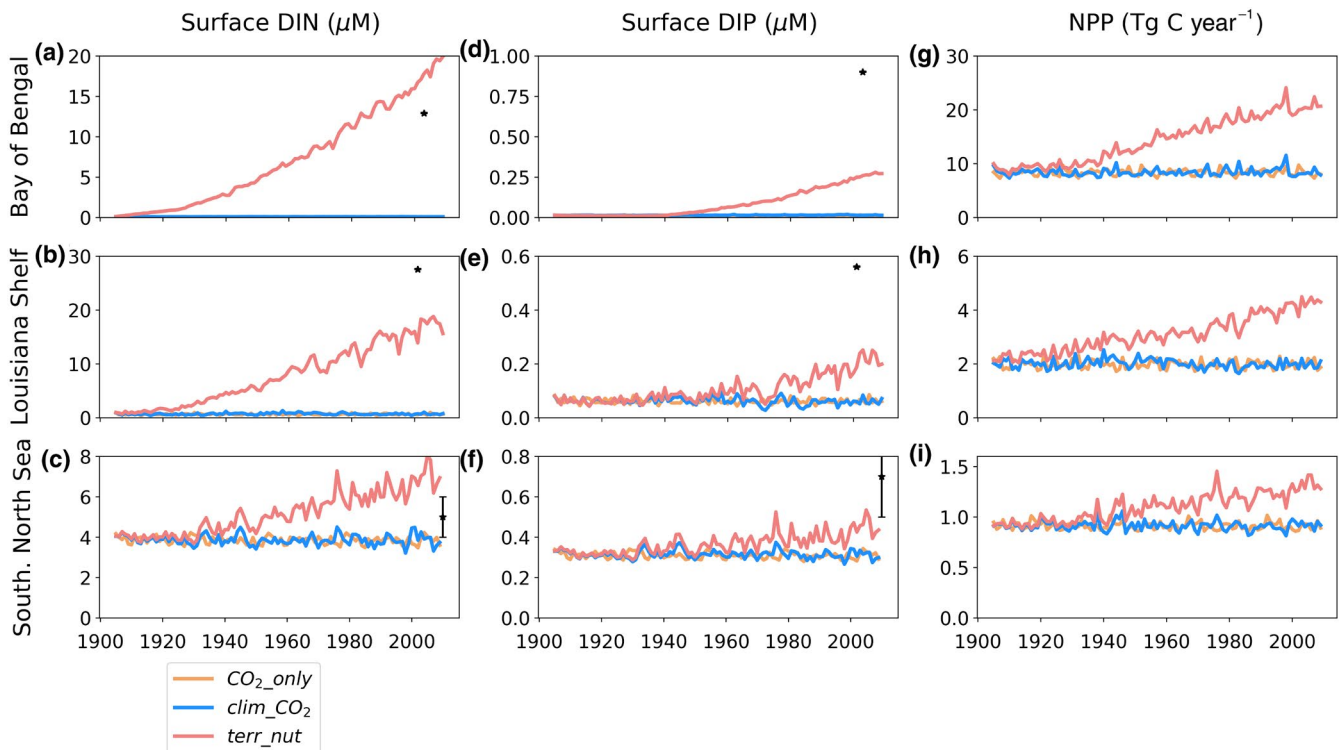 Surface DIN (μM)
Surface DIP (μM)
NPP (Tg C year⁻¹)
Bay of Bengal
(a)
20
15
10
5
0
(d)
1.00
0.75
0.50
0.25
0.00
(g)
30
20
10
0
Louisiana Shelf
(b)
30
20
10
0
(e)
0.6
0.4
0.2
0.0
(h)
6
4
2
0
South. North Sea
(c)
8
6
4
2
0
1900 1920 1940 1960 1980 2000
(f)
0.8
0.6
0.4
0.2
0.0
1900 1920 1940 1960 1980 2000
(i)
1.5
1.0
0.5
0.0
1900 1920 1940 1960 1980 2000
CO₂_only
clim_CO₂
terr_nut